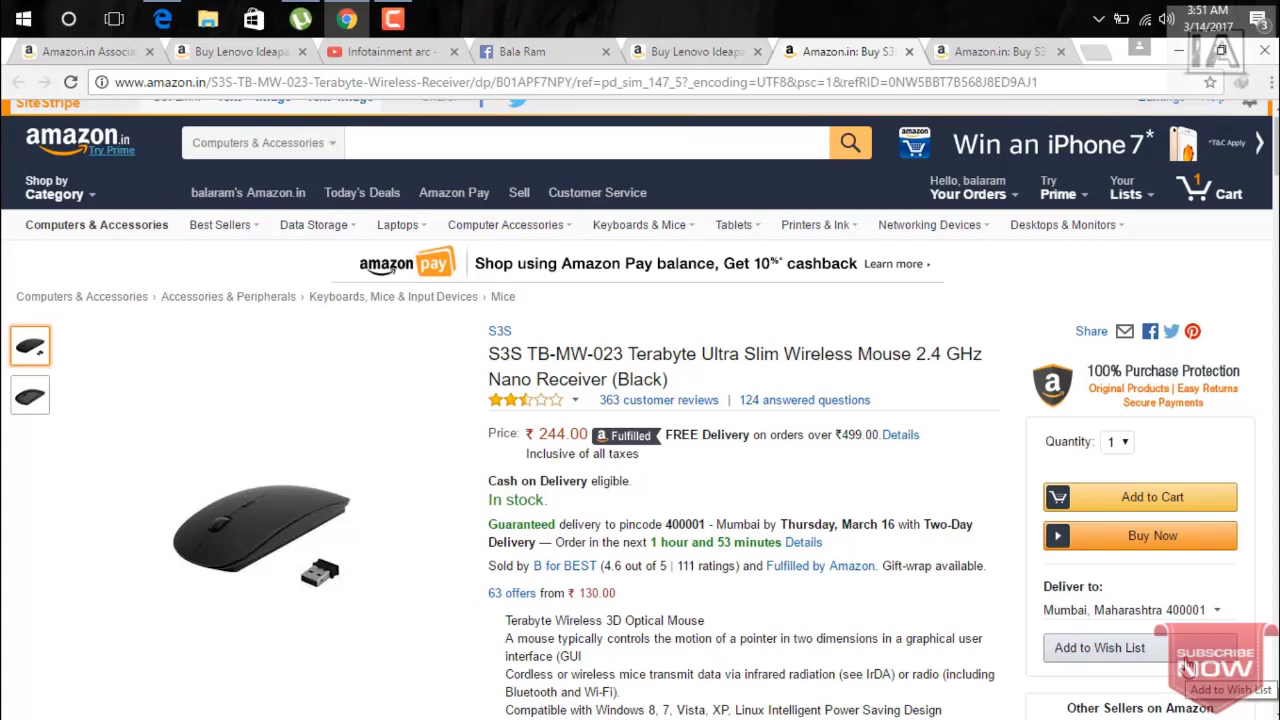 3:51 AM
3/14/2017
3
Amazon.in Associa
Buy Lenovo Ideapa
Infotainment arc -
Bala Ram
Buy Lenovo Ideapa
Amazon.in: Buy S3
Amazon.in: Buy S3
IA
www.amazon.in/S3S-TB-MW-023-Terabyte-Wireless-Receiver/dp/B01APF7NPY/ref=pd_sim_147_5?_encoding=UTF8&psc=1&refRID=0NW5BBT7B568J8ED9AJ1
SiteStripe
amazon.in
Try Prime
Computers & Accessories
amazon
Win an iPhone 7*
*T&C Apply
Shop by
Category
balaram's Amazon.in
Today's Deals
Amazon Pay
Sell
Customer Service
Hello, balaram
Your Orders
Try
Prime
Your
Lists
1
Cart
Computers & Accessories
Best Sellers
Data Storage
Laptops
Computer Accessories
Keyboards & Mice
Tablets
Printers & Ink
Networking Devices
Desktops & Monitors
amazon pay
Shop using Amazon Pay balance, Get 10%* cashback Learn more ›
Computers & Accessories › Accessories & Peripherals › Keyboards, Mice & Input Devices › Mice
S3S
S3S TB-MW-023 Terabyte Ultra Slim Wireless Mouse 2.4 GHz
Nano Receiver (Black)
363 customer reviews | 124 answered questions
Price: ₹ 244.00 a Fulfilled FREE Delivery on orders over ₹499.00.Details
Inclusive of all taxes
Cash on Delivery eligible.
In stock.
Guaranteed delivery to pincode 400001 - Mumbai by Thursday, March 16 with Two-Day
Delivery — Order in the next 1 hour and 53 minutes Details
Sold by B for BEST (4.6 out of 5 | 111 ratings) and Fulfilled by Amazon. Gift-wrap available.
63 offers from ₹ 130.00
Terabyte Wireless 3D Optical Mouse
A mouse typically controls the motion of a pointer in two dimensions in a graphical user
interface (GUI
Cordless or wireless mice transmit data via infrared radiation (see IrDA) or radio (including
Bluetooth and Wi-Fi).
Compatible with Windows 8, 7, Vista, XP, Linux Intelligent Power Saving Design
Share
100% Purchase Protection
Original Products | Easy Returns
Secure Payments
Quantity: 1
Add to Cart
Buy Now
Deliver to:
Mumbai, Maharashtra 400001
Add to Wish List
SUBSCRIBE
NOW
Add to Wish List
Other Sellers on Amazon